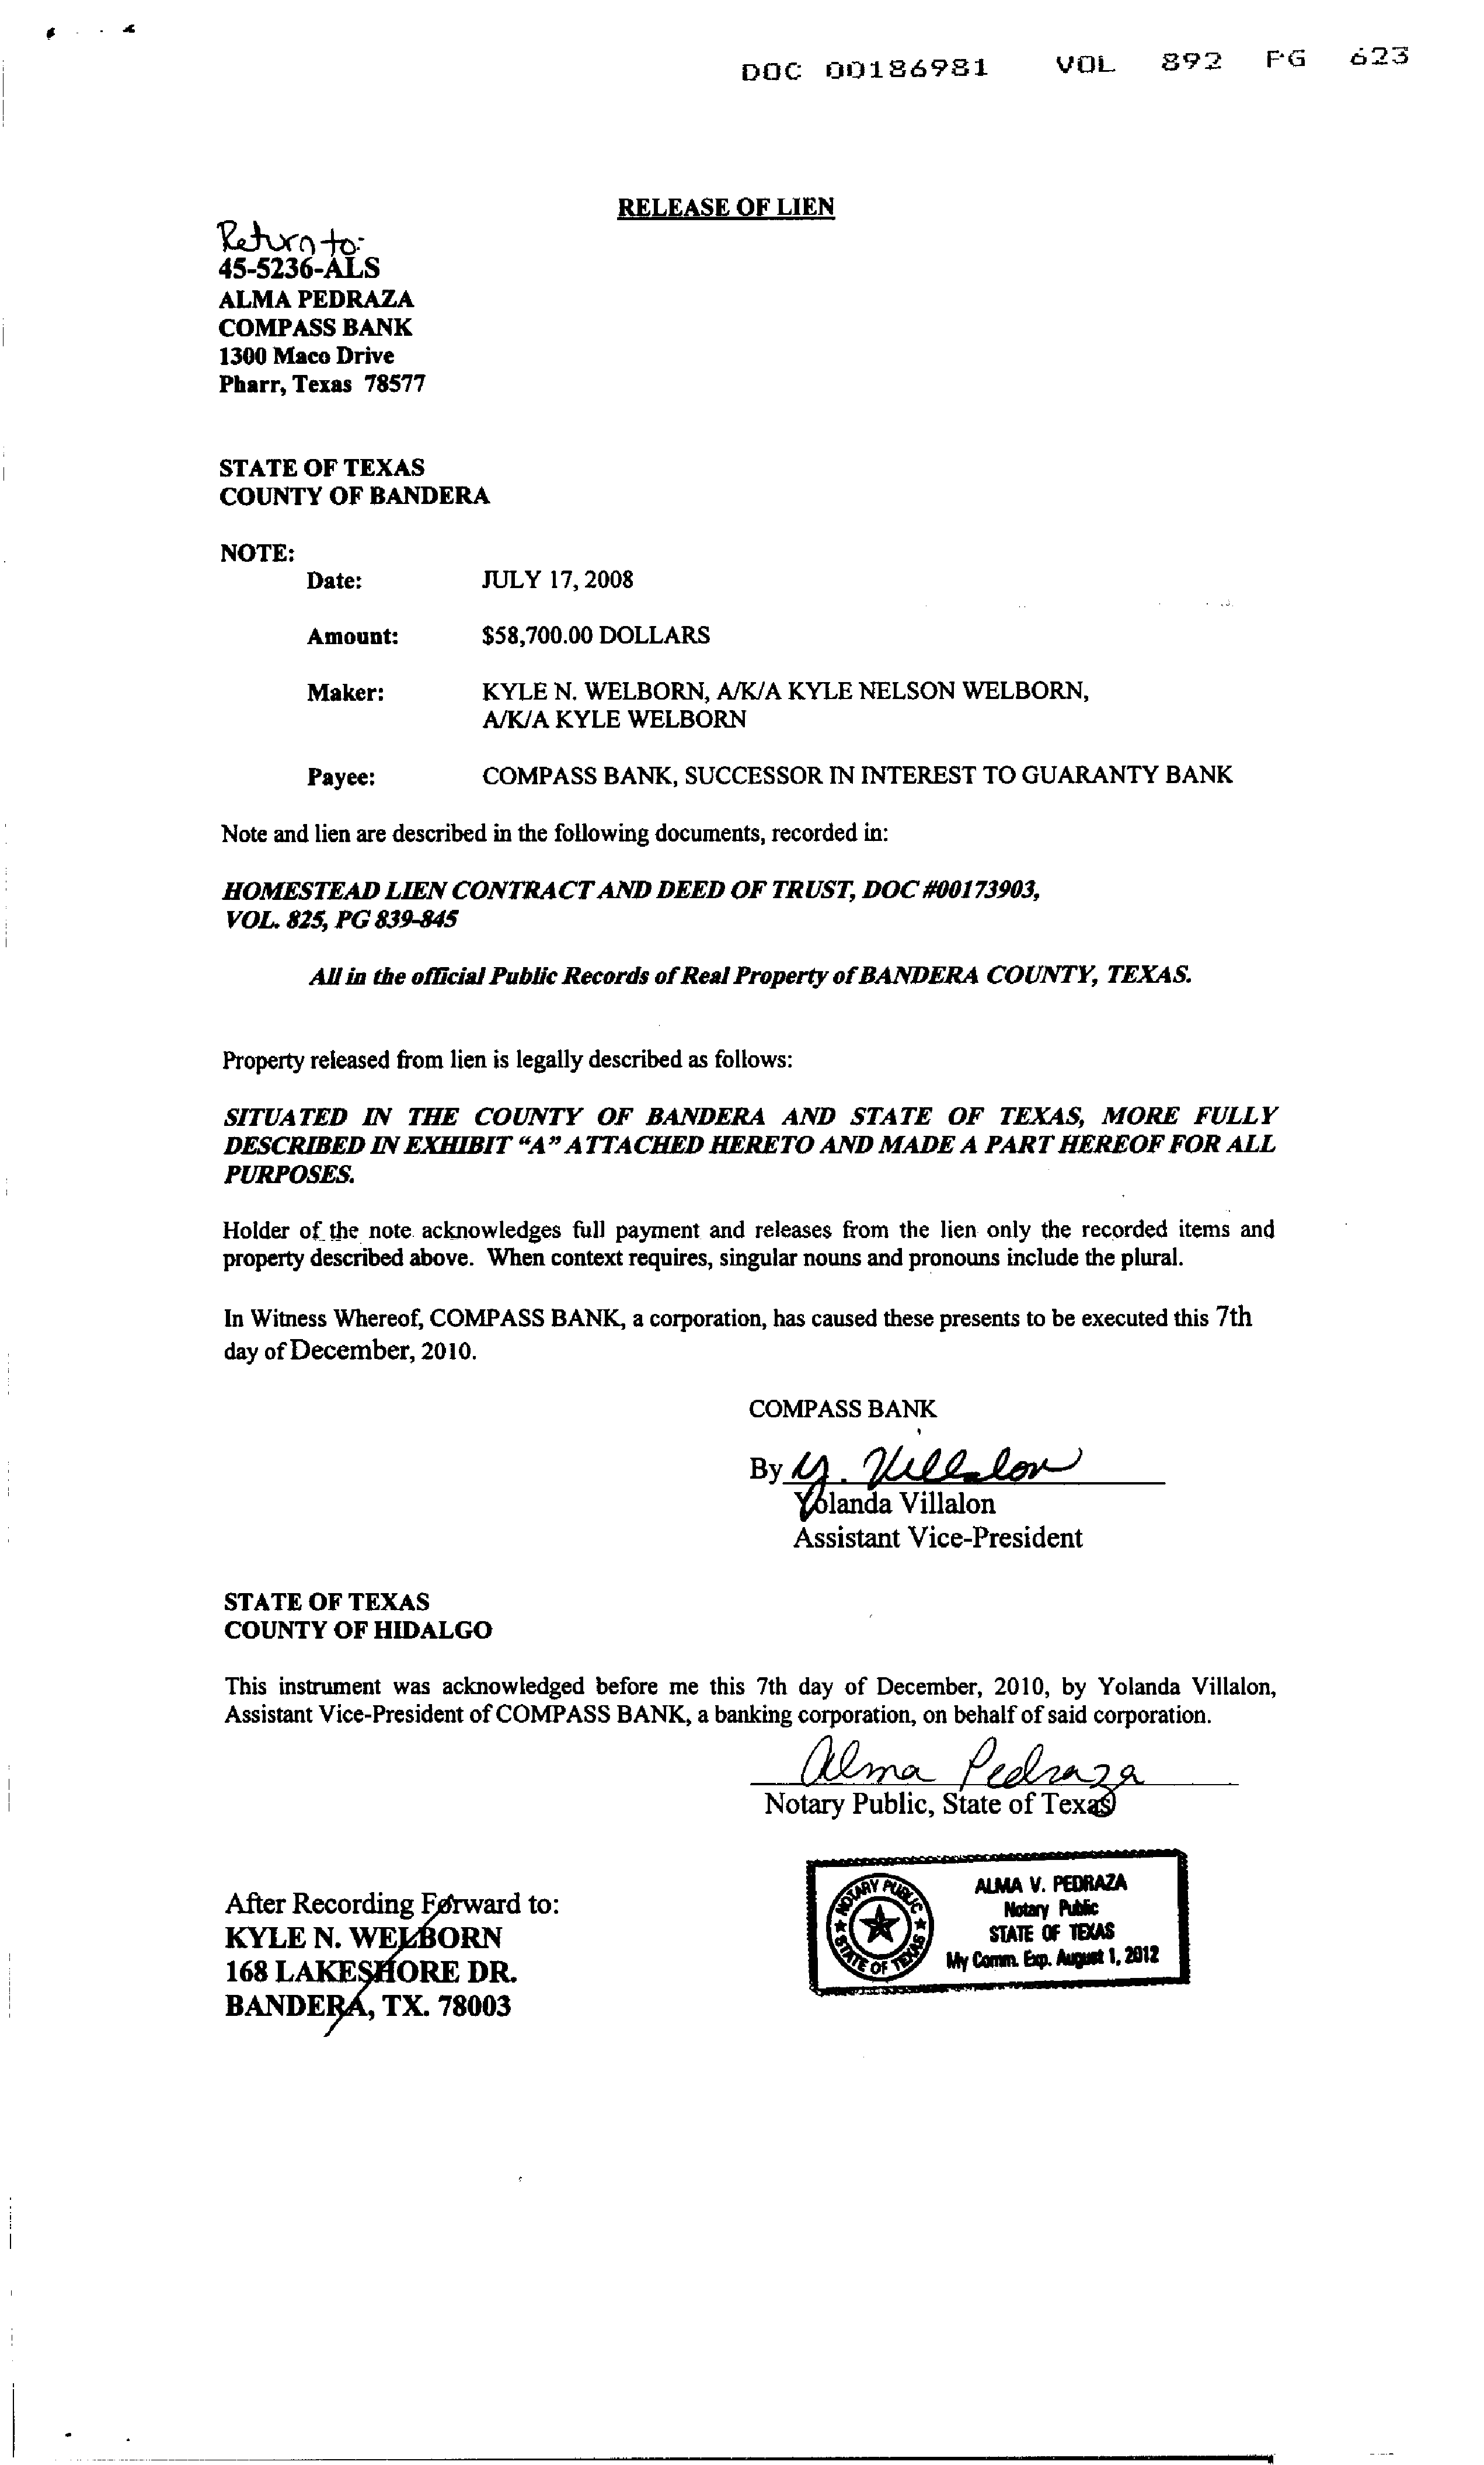 DOC 00186981 VOL 892 PG 623
RELEASE OF LIEN
Return to:
45-5236-ALS
ALMA PEDRAZA
COMPASS BANK
1300 Maco Drive
Pharr, Texas 78577
STATE OF TEXAS
COUNTY OF BANDERA
NOTE:
Date: JULY 17, 2008
Amount: $58,700.00 DOLLARS
Maker: KYLE N. WELBORN, A/K/A KYLE NELSON WELBORN,
A/K/A KYLE WELBORN
Payee: COMPASS BANK, SUCCESSOR IN INTEREST TO GUARANTY BANK
Note and lien are described in the following documents, recorded in:
HOMESTEAD LIEN CONTRACT AND DEED OF TRUST, DOC #00173903,
VOL. 825, PG 839-845
All in the official Public Records of Real Property of BANDERA COUNTY, TEXAS.
Property released from lien is legally described as follows:
SITUATED IN THE COUNTY OF BANDERA AND STATE OF TEXAS, MORE FULLY
DESCRIBED IN EXHIBIT “A” ATTACHED HERETO AND MADE A PART HEREOF FOR ALL
PURPOSES.
Holder of the note acknowledges full payment and releases from the lien only the recorded items and
property described above. When context requires, singular nouns and pronouns include the plural.
In Witness Whereof, COMPASS BANK, a corporation, has caused these presents to be executed this 7th
day of December, 2010.
COMPASS BANK
By Y. Villalon
Yolanda Villalon
Assistant Vice-President
STATE OF TEXAS
COUNTY OF HIDALGO
This instrument was acknowledged before me this 7th day of December, 2010, by Yolanda Villalon,
Assistant Vice-President of COMPASS BANK, a banking corporation, on behalf of said corporation.
Alma Pedraza
Notary Public, State of Texas
After Recording Forward to:
KYLE N. WELBORN
168 LAKESHORE DR.
BANDERA, TX. 78003
NOTARY PUBLIC
STATE OF TEXAS
ALMA V. PEDRAZA
Notary Public
STATE OF TEXAS
My Comm. Exp. August 1, 2012